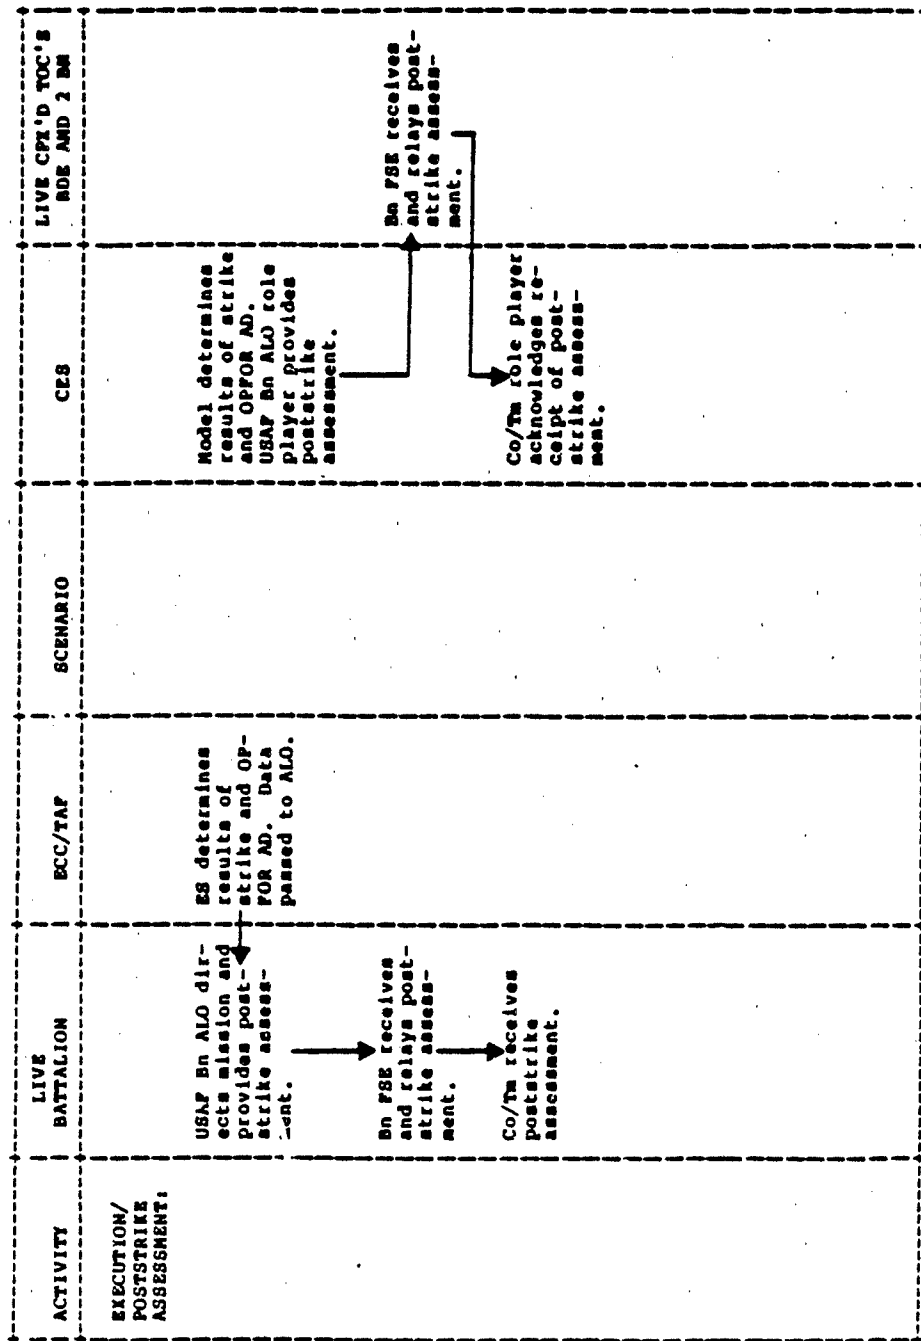 ACTIVITY
LIVE
BATTALION
ECC/TAF
SCENARIO
CES
LIVE CPX'D TOC'S
BDE AND 2 BN
EXECUTION/
POSTSTRIKE
ASSESSMENT:
USAF Bn ALO dir-
ects mission and
provides post-
strike assess-
ment.
Bn FSE receives
and relays post-
strike assess-
ment.
Co/Tm receives
poststrike
assessment.
ES determines
results of
strike and OP-
FOR AD. Data
passed to ALO.
Model determines
results of strike
and OPFOR AD.
USAF Bn ALO role
player provides
poststrike
assessment.
Co/Tm role player
acknowledges re-
ceipt of post-
strike assess-
ment.
Bn FSE receives
and relays post-
strike assess-
ment.